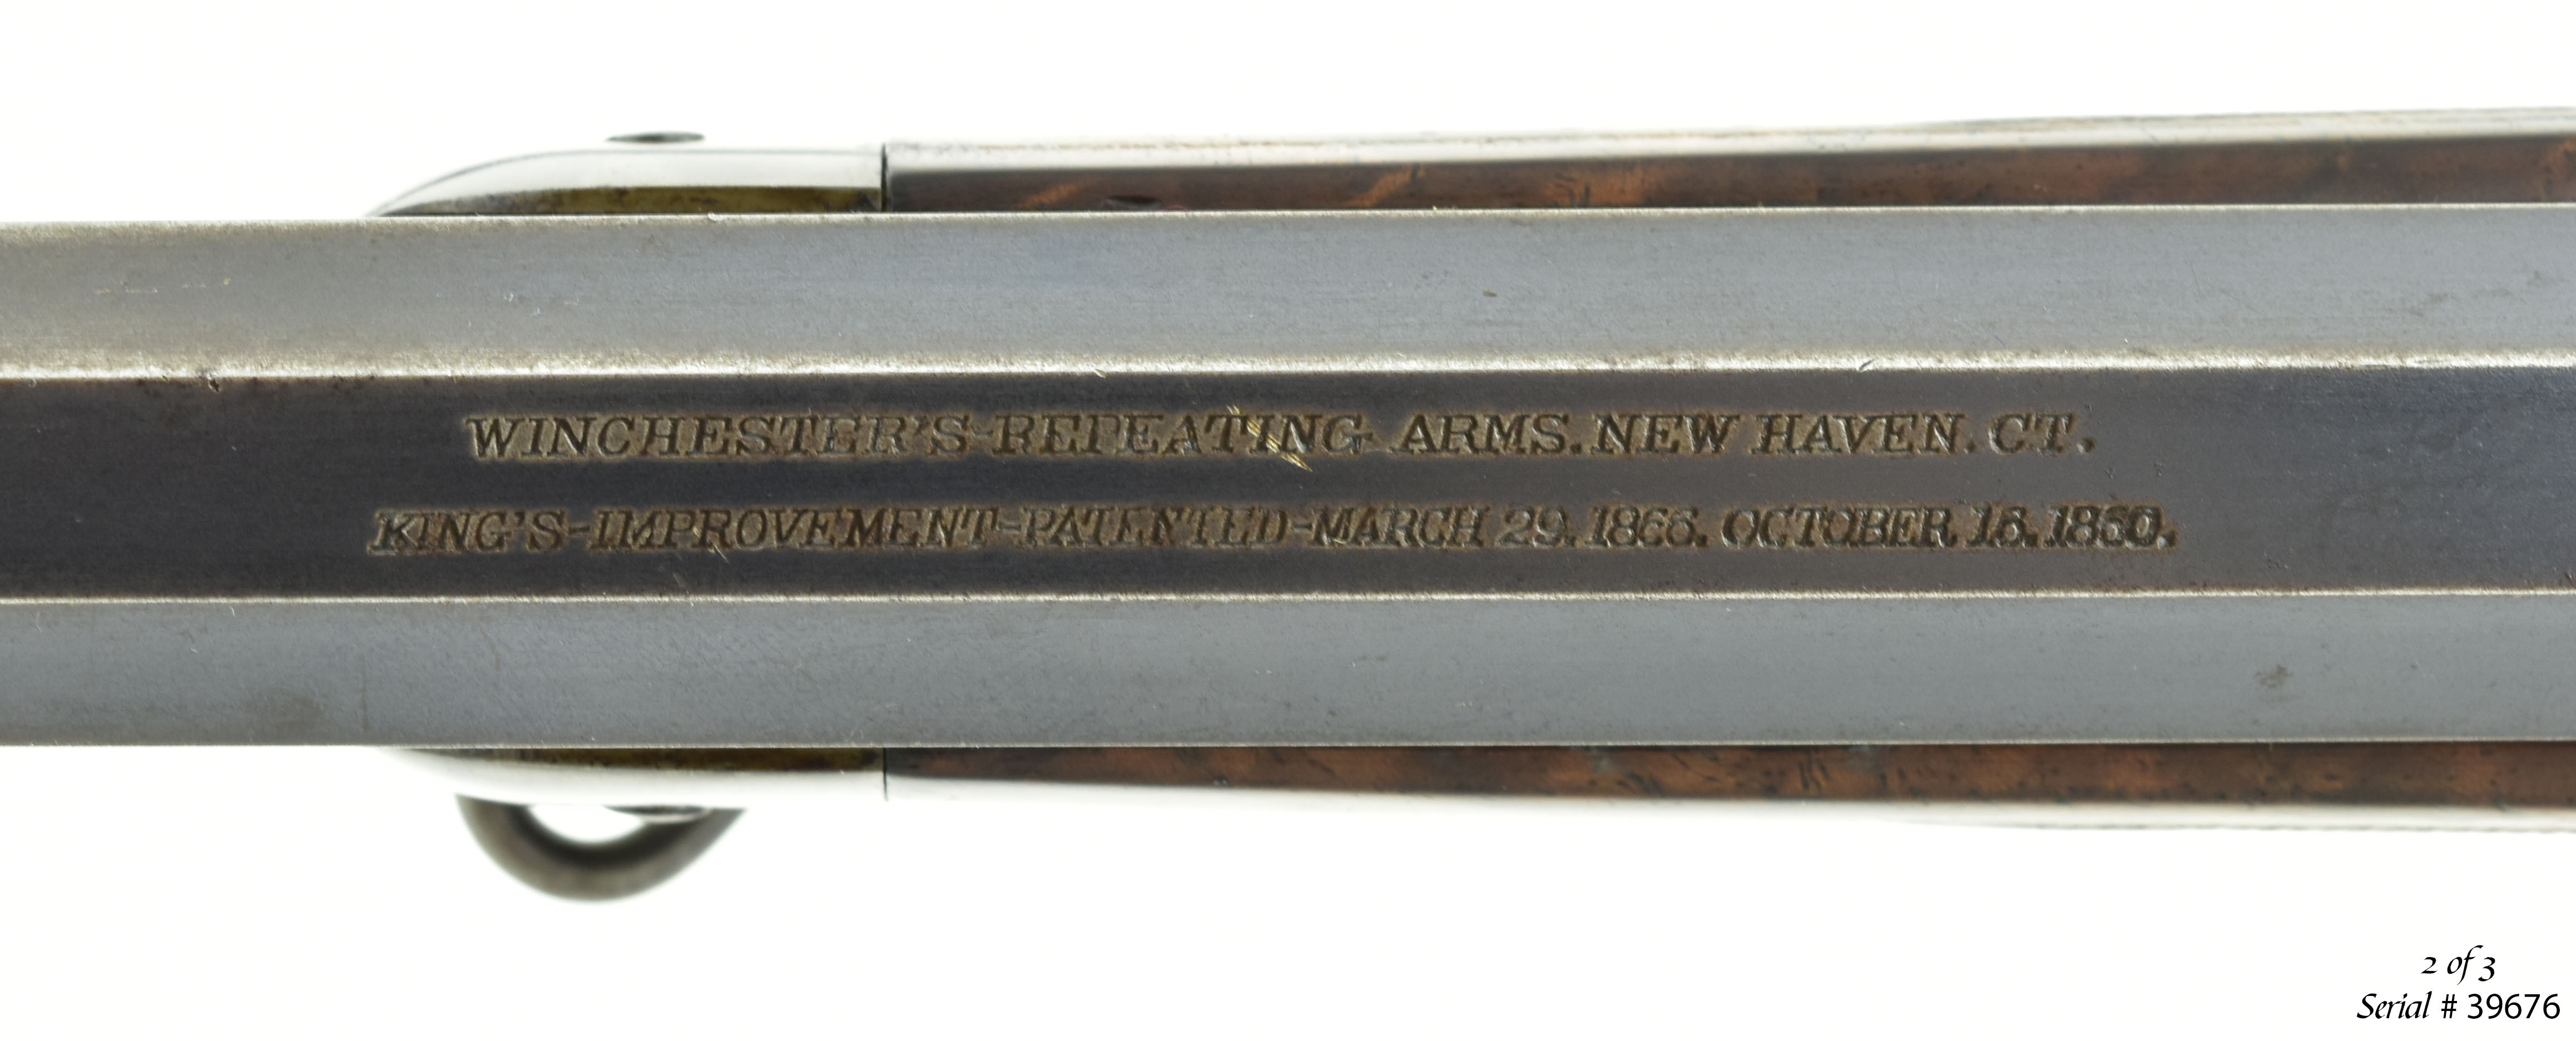 WINCHESTER'S-REPEATING-ARMS.NEW HAVEN.CT.
KING'S-IMPROVEMENT-PATENTED-MARCH 29.1866. OCTOBER 16.1860.
2 of 3
Serial # 39676